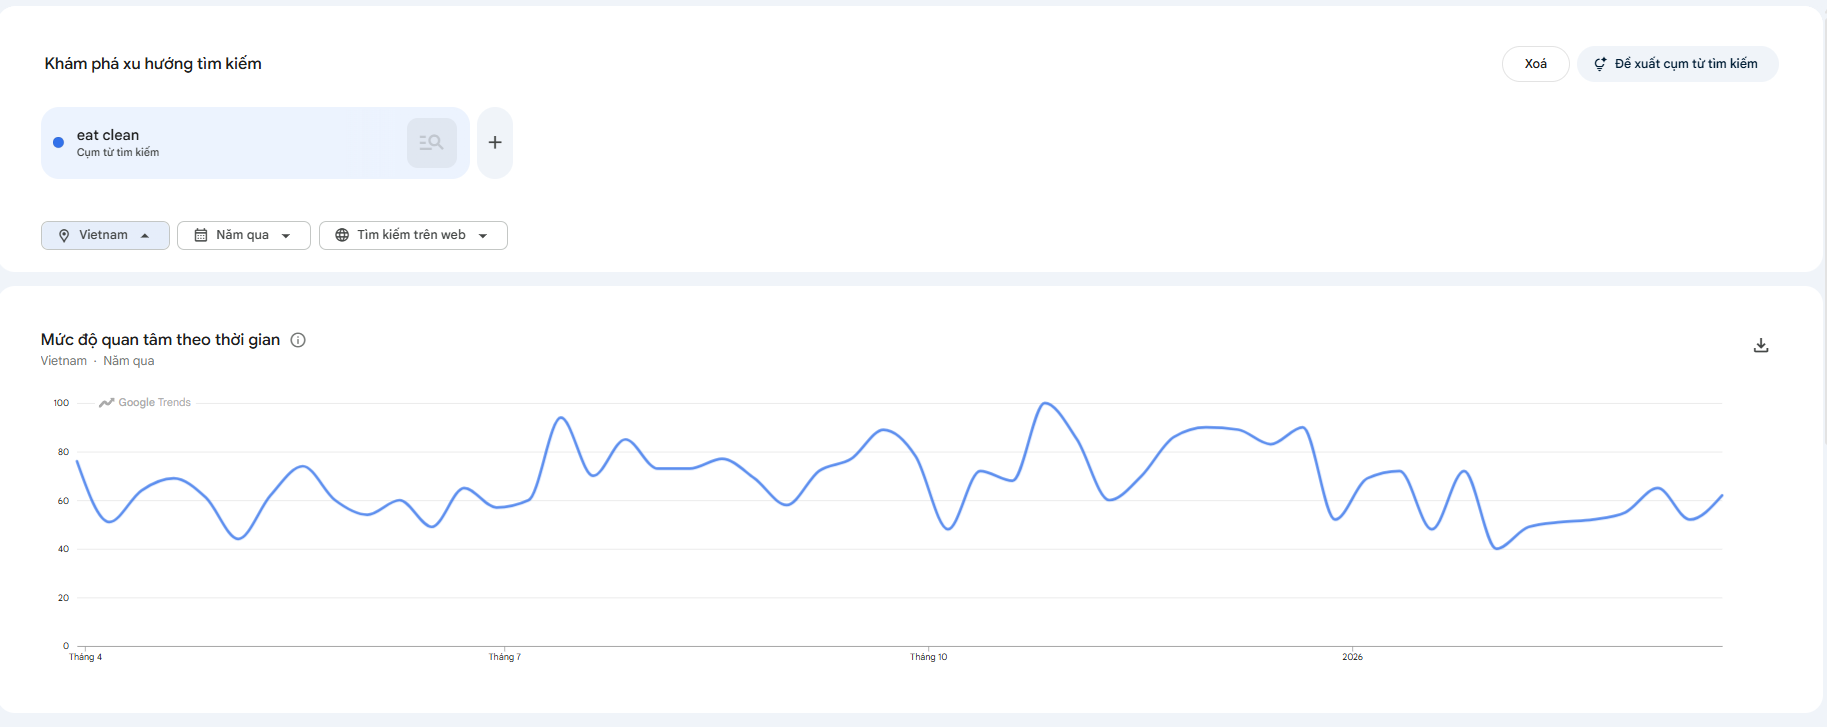 Khám phá xu hướng tìm kiếm
Xoá
Đề xuất cụm từ tìm kiếm
eat clean
Cụm từ tìm kiếm
+
Vietnam
Năm qua
Tìm kiếm trên web
Mức độ quan tâm theo thời gian
Vietnam · Năm qua
100
Google Trends
80
60
40
20
0
Tháng 4
Tháng 7
Tháng 10
2026